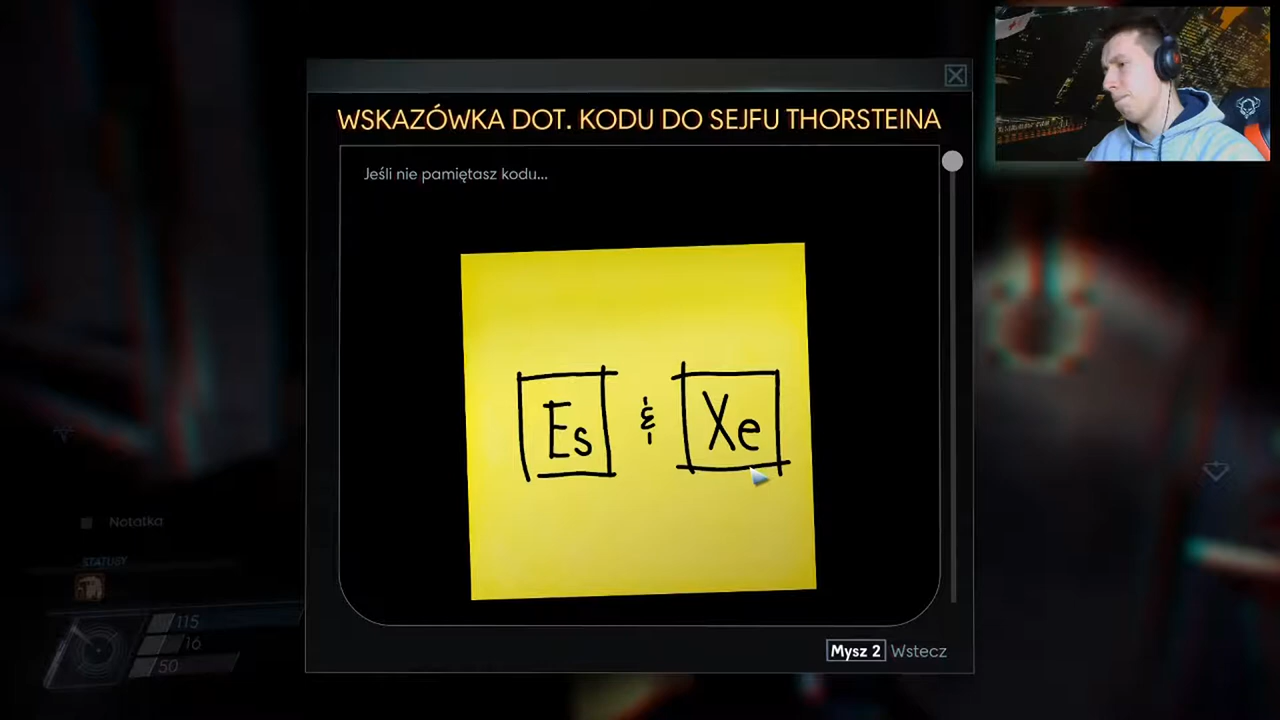 WSKAZÓWKA DOT. KODU DO SEJFU THORSTEINA
Jeśli nie pamiętasz kodu...
Es & Xe
Notatka
STATUSY
115
16
50
Mysz 2 Wstecz